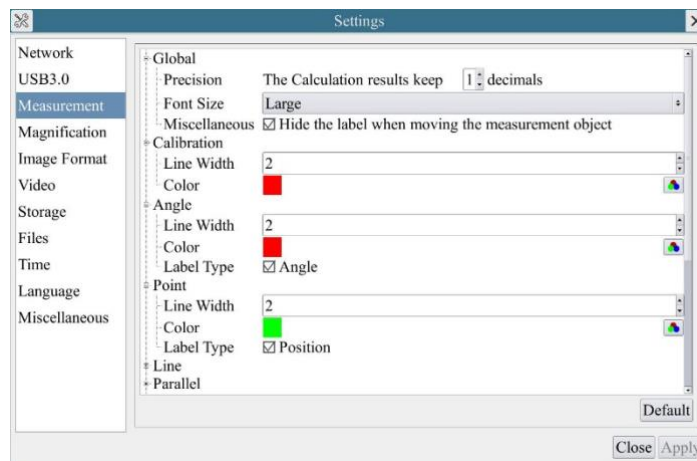 Settings
Network
USB3.0
Measurement
Magnification
Image Format
Video
Storage
Files
Time
Language
Miscellaneous
Global
Precision The Calculation results keep 1 decimals
Font Size Large
Miscellaneous Hide the label when moving the measurement object
Calibration
Line Width 2
Color
Angle
Line Width 2
Color
Label Type Angle
Point
Line Width 2
Color
Label Type Position
Line
Parallel
Default
Close Apply